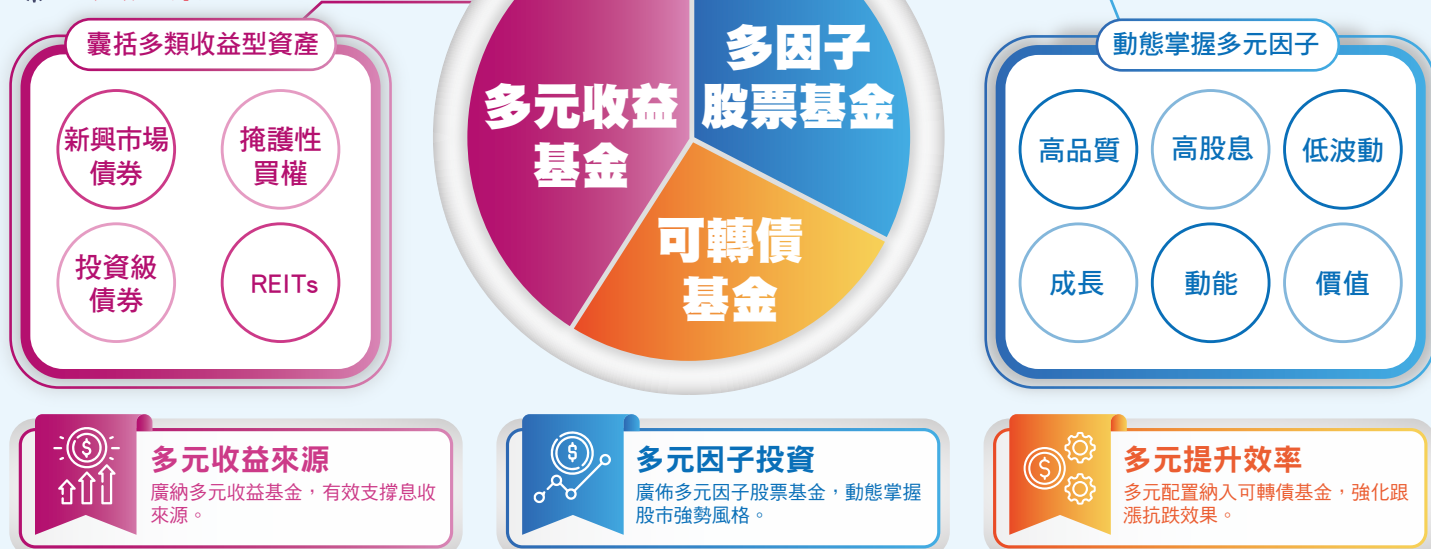 囊括多類收益型資產
新興市場
債券
掩護性
買權
投資級
債券
REITs
多元收益
基金
多因子
股票基金
可轉債
基金
動態掌握多元因子
高品質
高股息
低波動
成長
動能
價值
多元收益來源
廣納多元收益基金，有效支撐息收
來源。
多元因子投資
廣佈多元因子股票基金，動態掌握
股市強勢風格。
多元提升效率
多元配置納入可轉債基金，強化跟
漲抗跌效果。